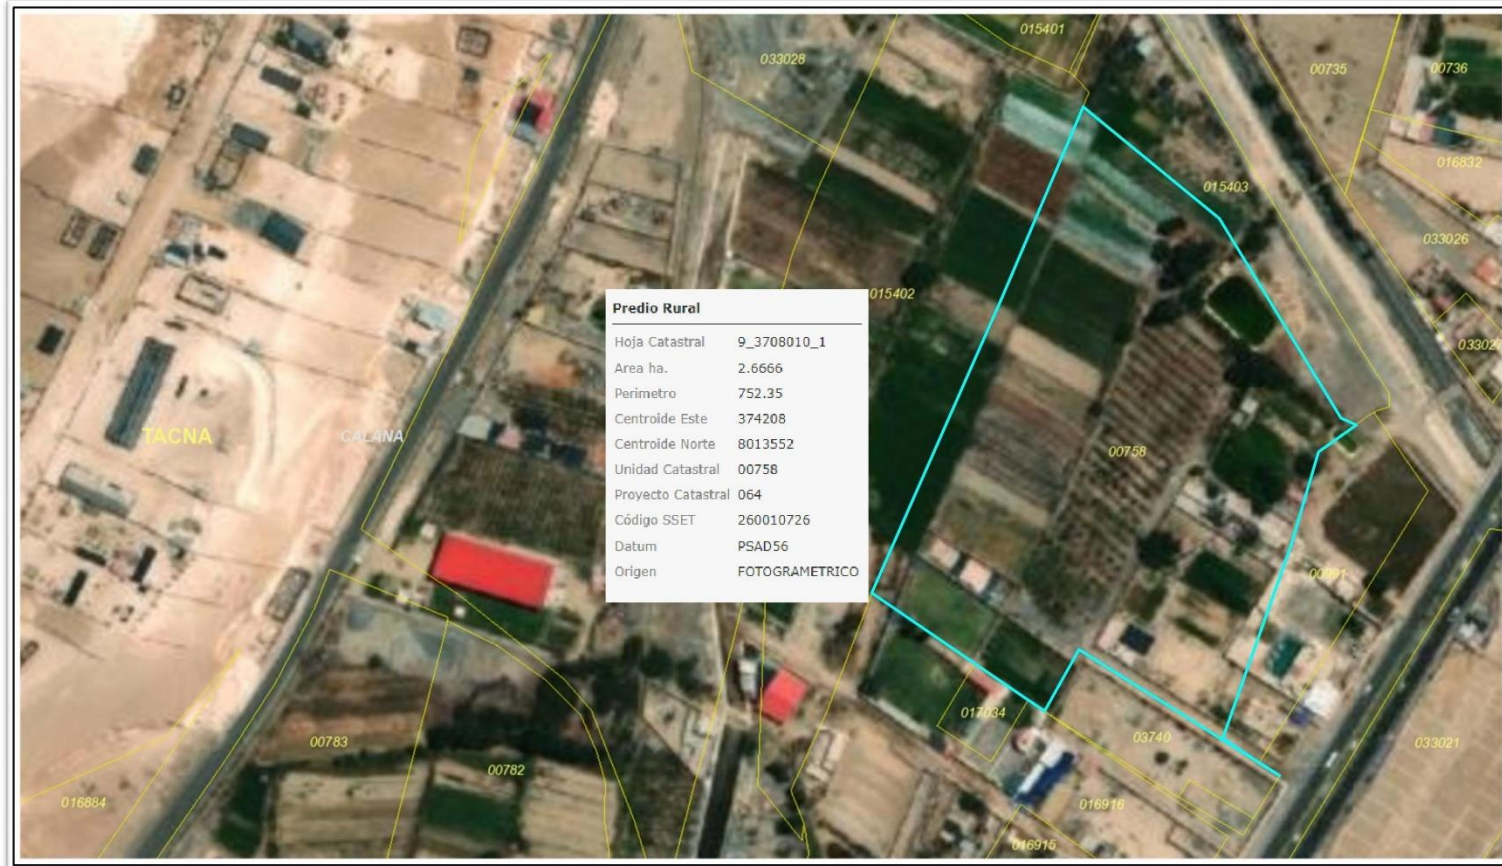 015401
033028
00735
00736
016832
015403
033026
015402
033027
Predio Rural
Hoja Catastral 9_3708010_1
Area ha. 2.6666
Perimetro 752.35
Centroide Este 374208
Centroide Norte 8013552
Unidad Catastral 00758
Proyecto Catastral 064
Código SSET 260010726
Datum PSAD56
Origen FOTOGRAMETRICO
TACNA
CALANA
00758
017034
03740
00783
033021
00782
016884
016916
016915